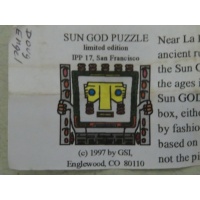 SUN GOD PUZZLE
limited edition
IPP 17, San Francisco
(c) 1997 by GSI,
Englewood, CO 80110
Near La
ancient r
the Sun G
the ages i
Sun GOD
box, eithe
by fashion
based on
not the pi